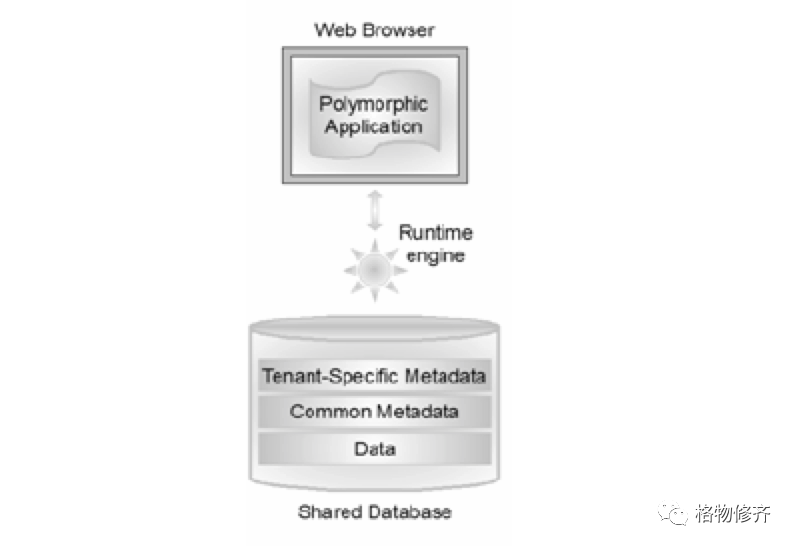 Web Browser
Polymorphic
Application
Runtime
engine
Tenant-Specific Metadata
Common Metadata
Data
Shared Database
格物修齐